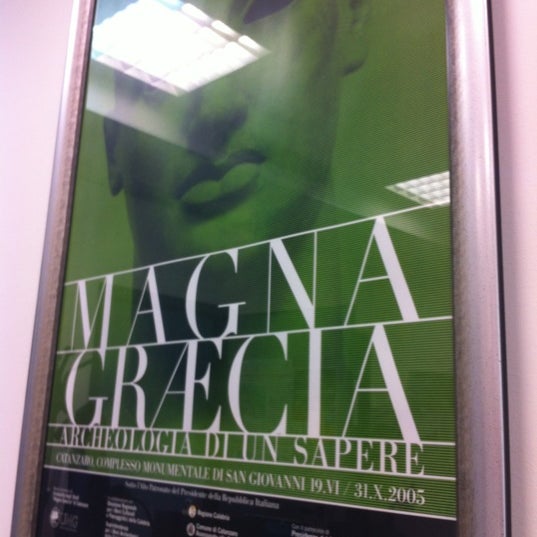 MAGNA
GRÆCIA
ARCHEOLOGIA DI UN SAPERE
CATANZARO, COMPLESSO MONUMENTALE DI SAN GIOVANNI 19.VI / 31.X.2005
Sotto l'Alto Patronato del Presidente della Repubblica Italiana
Regione Calabria
Comune di Catanzaro